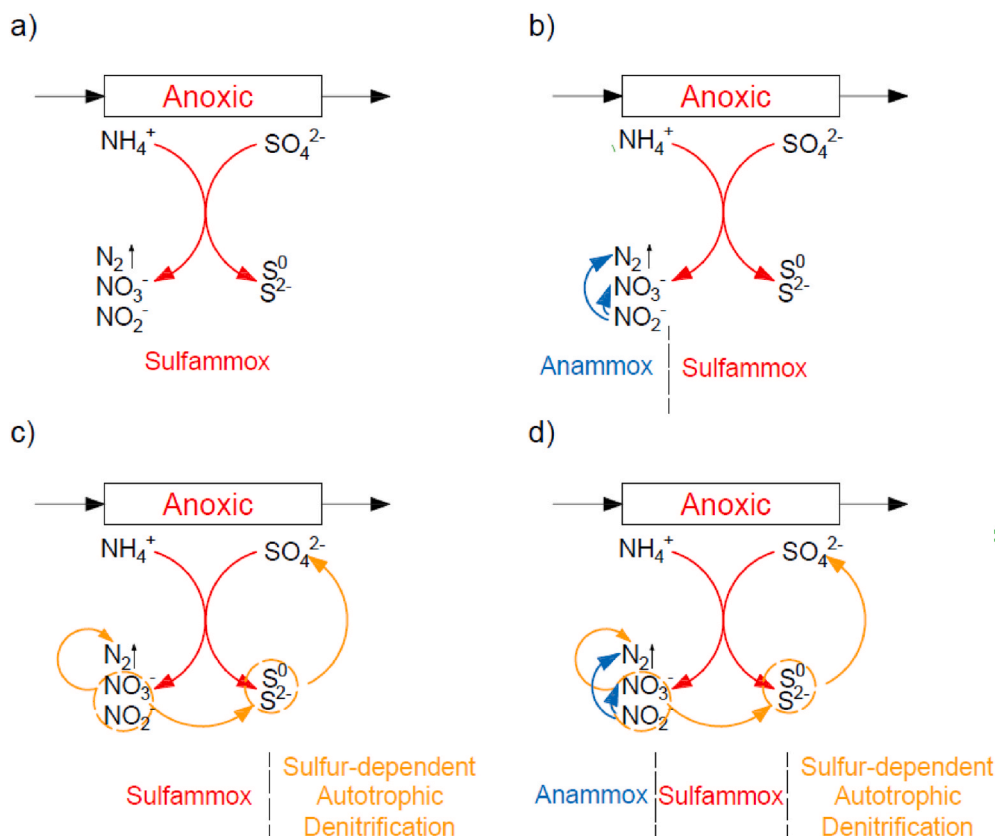 a)
Anoxic
NH₄⁺ SO₄²⁻
N₂
NO₃⁻
NO₂⁻
S⁰
S²⁻
Sulfammox
b)
Anoxic
NH₄⁺ SO₄²⁻
N₂
NO₃⁻
NO₂⁻
S⁰
S²⁻
Anammox
Sulfammox
c)
Anoxic
NH₄⁺ SO₄²⁻
N₂
NO₃⁻
NO₂⁻
S⁰
S²⁻
Sulfammox
Sulfur-dependent
Autotrophic
Denitrification
d)
Anoxic
NH₄⁺ SO₄²⁻
N₂
NO₃⁻
NO₂⁻
S⁰
S²⁻
Anammox
Sulfammox
Sulfur-dependent
Autotrophic
Denitrification